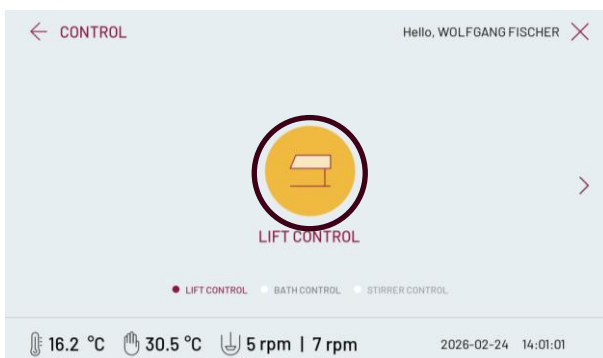 CONTROL
Hello, WOLFGANG FISCHER
LIFT CONTROL
LIFT CONTROL BATH CONTROL STIRRER CONTROL
16.2 °C 30.5 °C 5 rpm | 7 rpm 2026-02-24 14:01:01